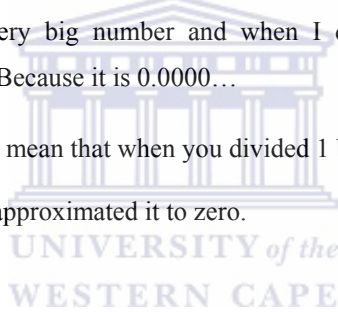 very big number and when I
Because it is 0.0000…
mean that when you divided 1
approximated it to zero.
UNIVERSITY of the
WESTERN CAPE